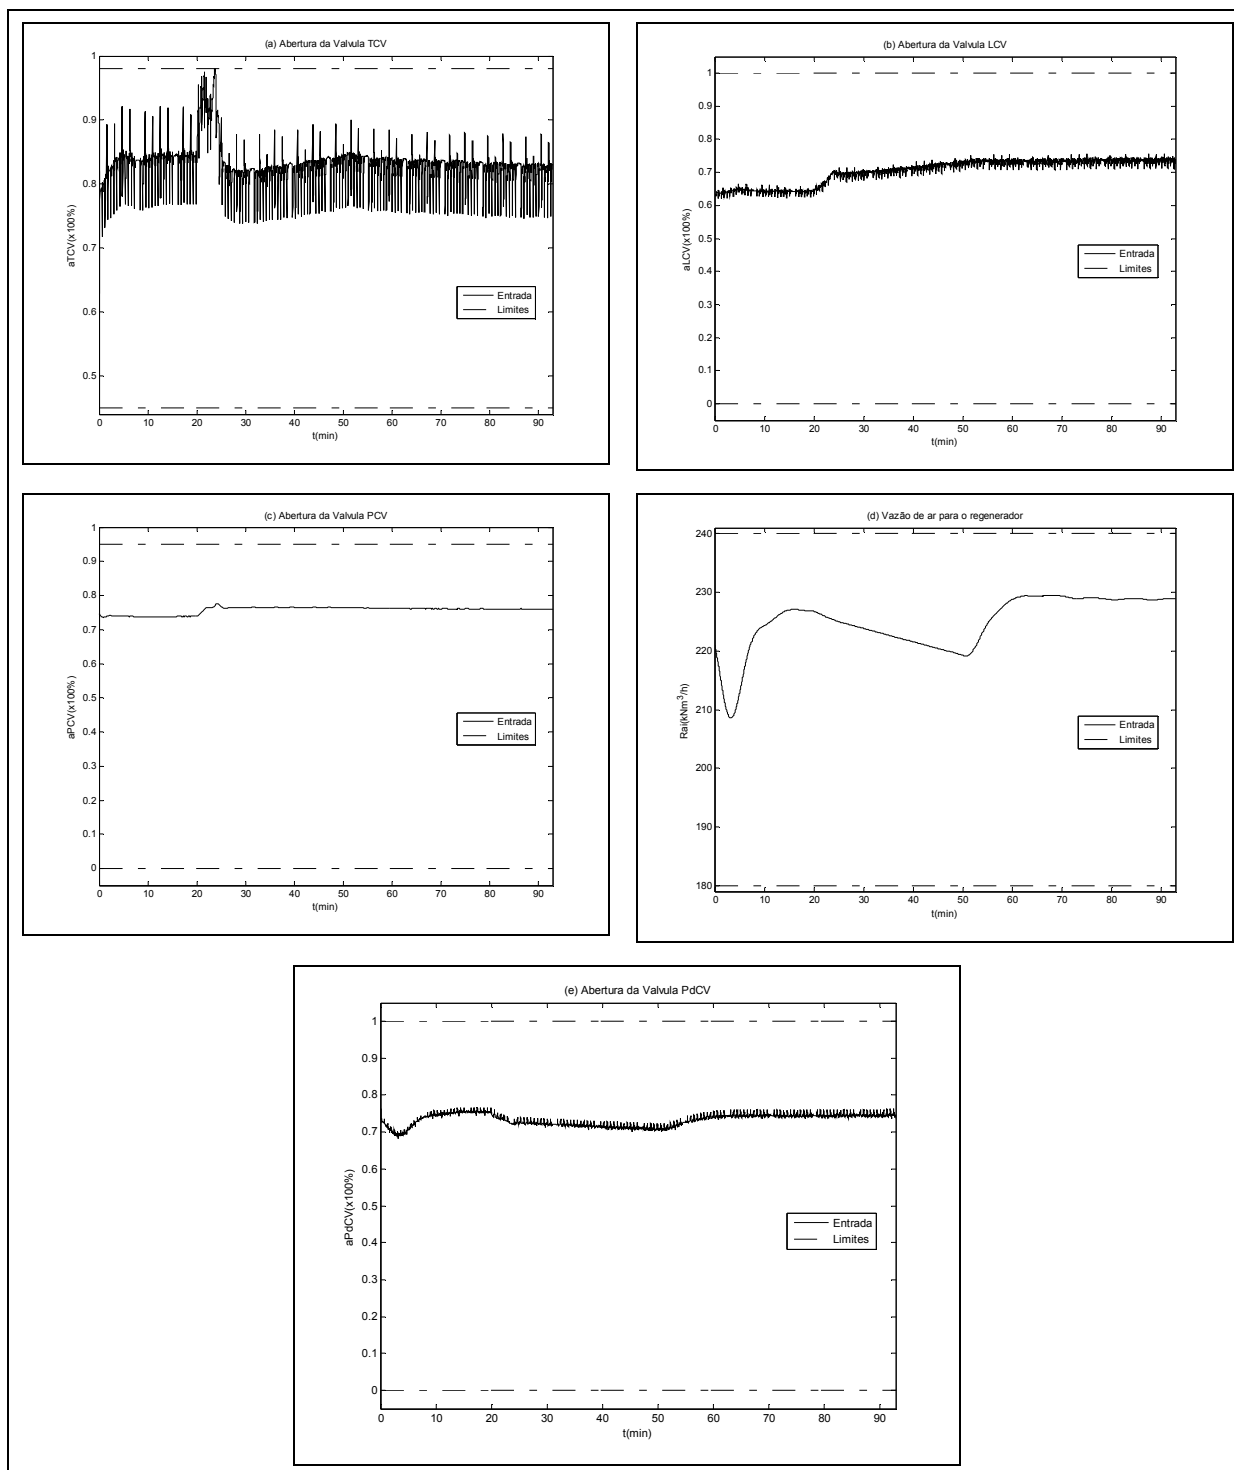 (a) Abertura da Valvula TCV
1
0.9
0.8
0.7
0.6
0.5
aTCV(x100%)
Entrada
Limites
0 10 20 30 40 50 60 70 80 90
t(min)
(b) Abertura da Valvula LCV
1
0.9
0.8
0.7
0.6
0.5
0.4
0.3
0.2
0.1
0
aLCV(x100%)
Entrada
Limites
0 10 20 30 40 50 60 70 80 90
t(min)
(c) Abertura da Valvula PCV
1
0.9
0.8
0.7
0.6
0.5
0.4
0.3
0.2
0.1
0
aPCV(x100%)
Entrada
Limites
0 10 20 30 40 50 60 70 80 90
t(min)
(d) Vazão de ar para o regenerador
240
230
220
210
200
190
180
Rai(kNm³/h)
Entrada
Limites
0 10 20 30 40 50 60 70 80 90
t(min)
(e) Abertura da Valvula PdCV
1
0.9
0.8
0.7
0.6
0.5
0.4
0.3
0.2
0.1
0
aPdCV(x100%)
Entrada
Limites
0 10 20 30 40 50 60 70 80 90
t(min)